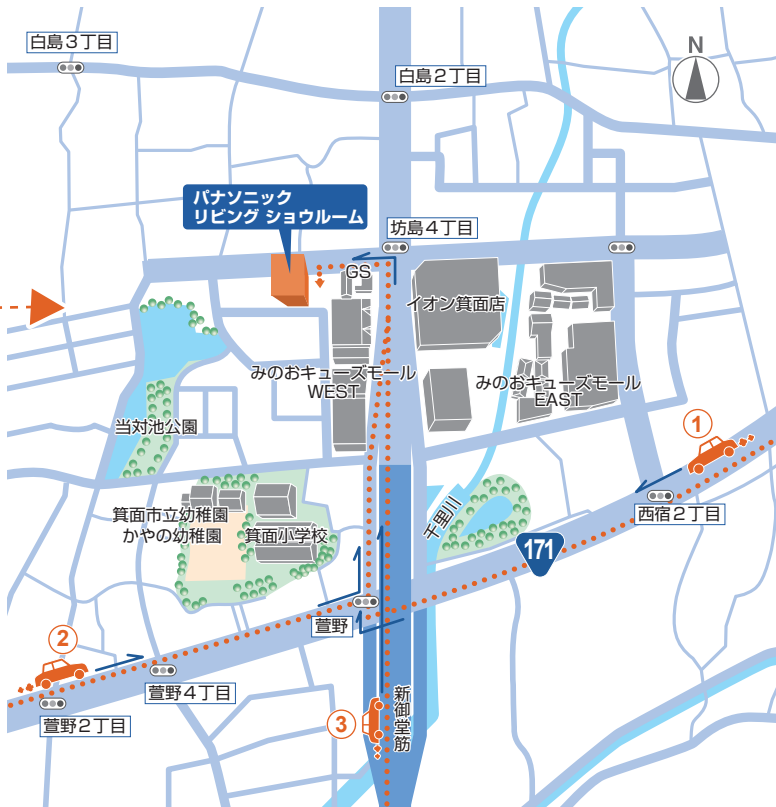 白島3丁目
N
白島2丁目
パナソニック
リビング ショウルーム
坊島4丁目
GS
イオン箕面店
みのおキューズモール
WEST
みのおキューズモール
EAST
当対池公園
①
箕面市立幼稚園
かやの幼稚園
箕面小学校
千里川
西宿2丁目
171
萱野
②
萱野4丁目
新御堂筋
③
萱野2丁目